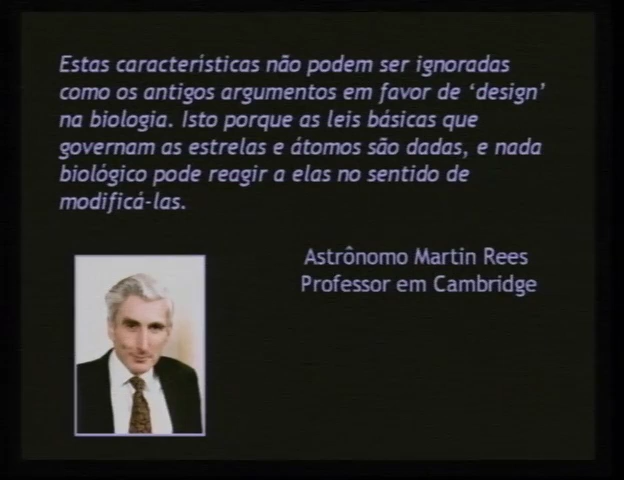 Estas características não podem ser ignoradas
como os antigos argumentos em favor de ‘design’
na biologia. Isto porque as leis básicas que
governam as estrelas e átomos são dadas, e nada
biológico pode reagir a elas no sentido de
modificá-las.
Astrônomo Martin Rees
Professor em Cambridge